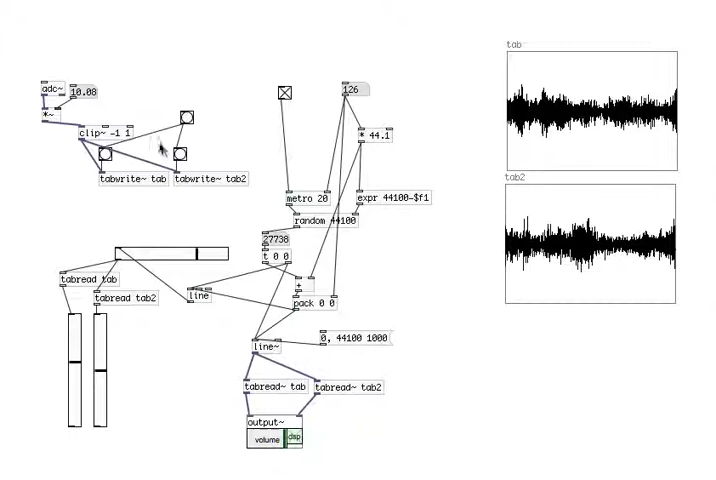 tab
adc~
10.08
126
*~
clip~ -1 1
* 44.1
tabwrite~ tab
tabwrite~ tab2
tab2
metro 20
expr 44100-$f1
random 44100
27738
t 0 0
tabread tab
+
line
tabread tab2
pack 0 0
0, 44100 1000
line~
tabread~ tab
tabread~ tab2
output~
volume
dsp